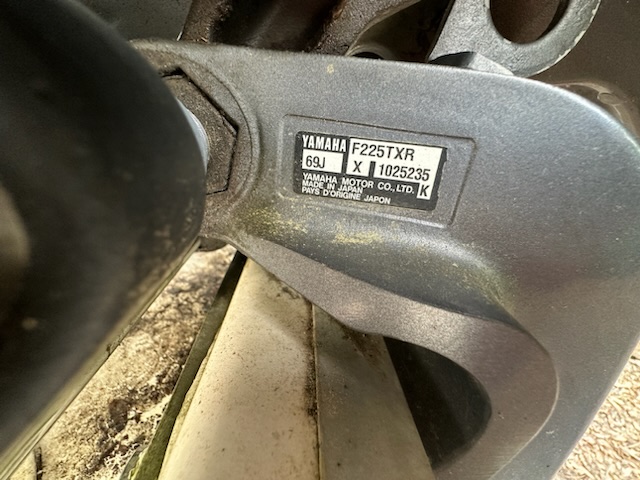 YAMAHA F225TXR
69J X 1025235
YAMAHA MOTOR CO., LTD.
MADE IN JAPAN K
PAYS D'ORIGINE JAPON